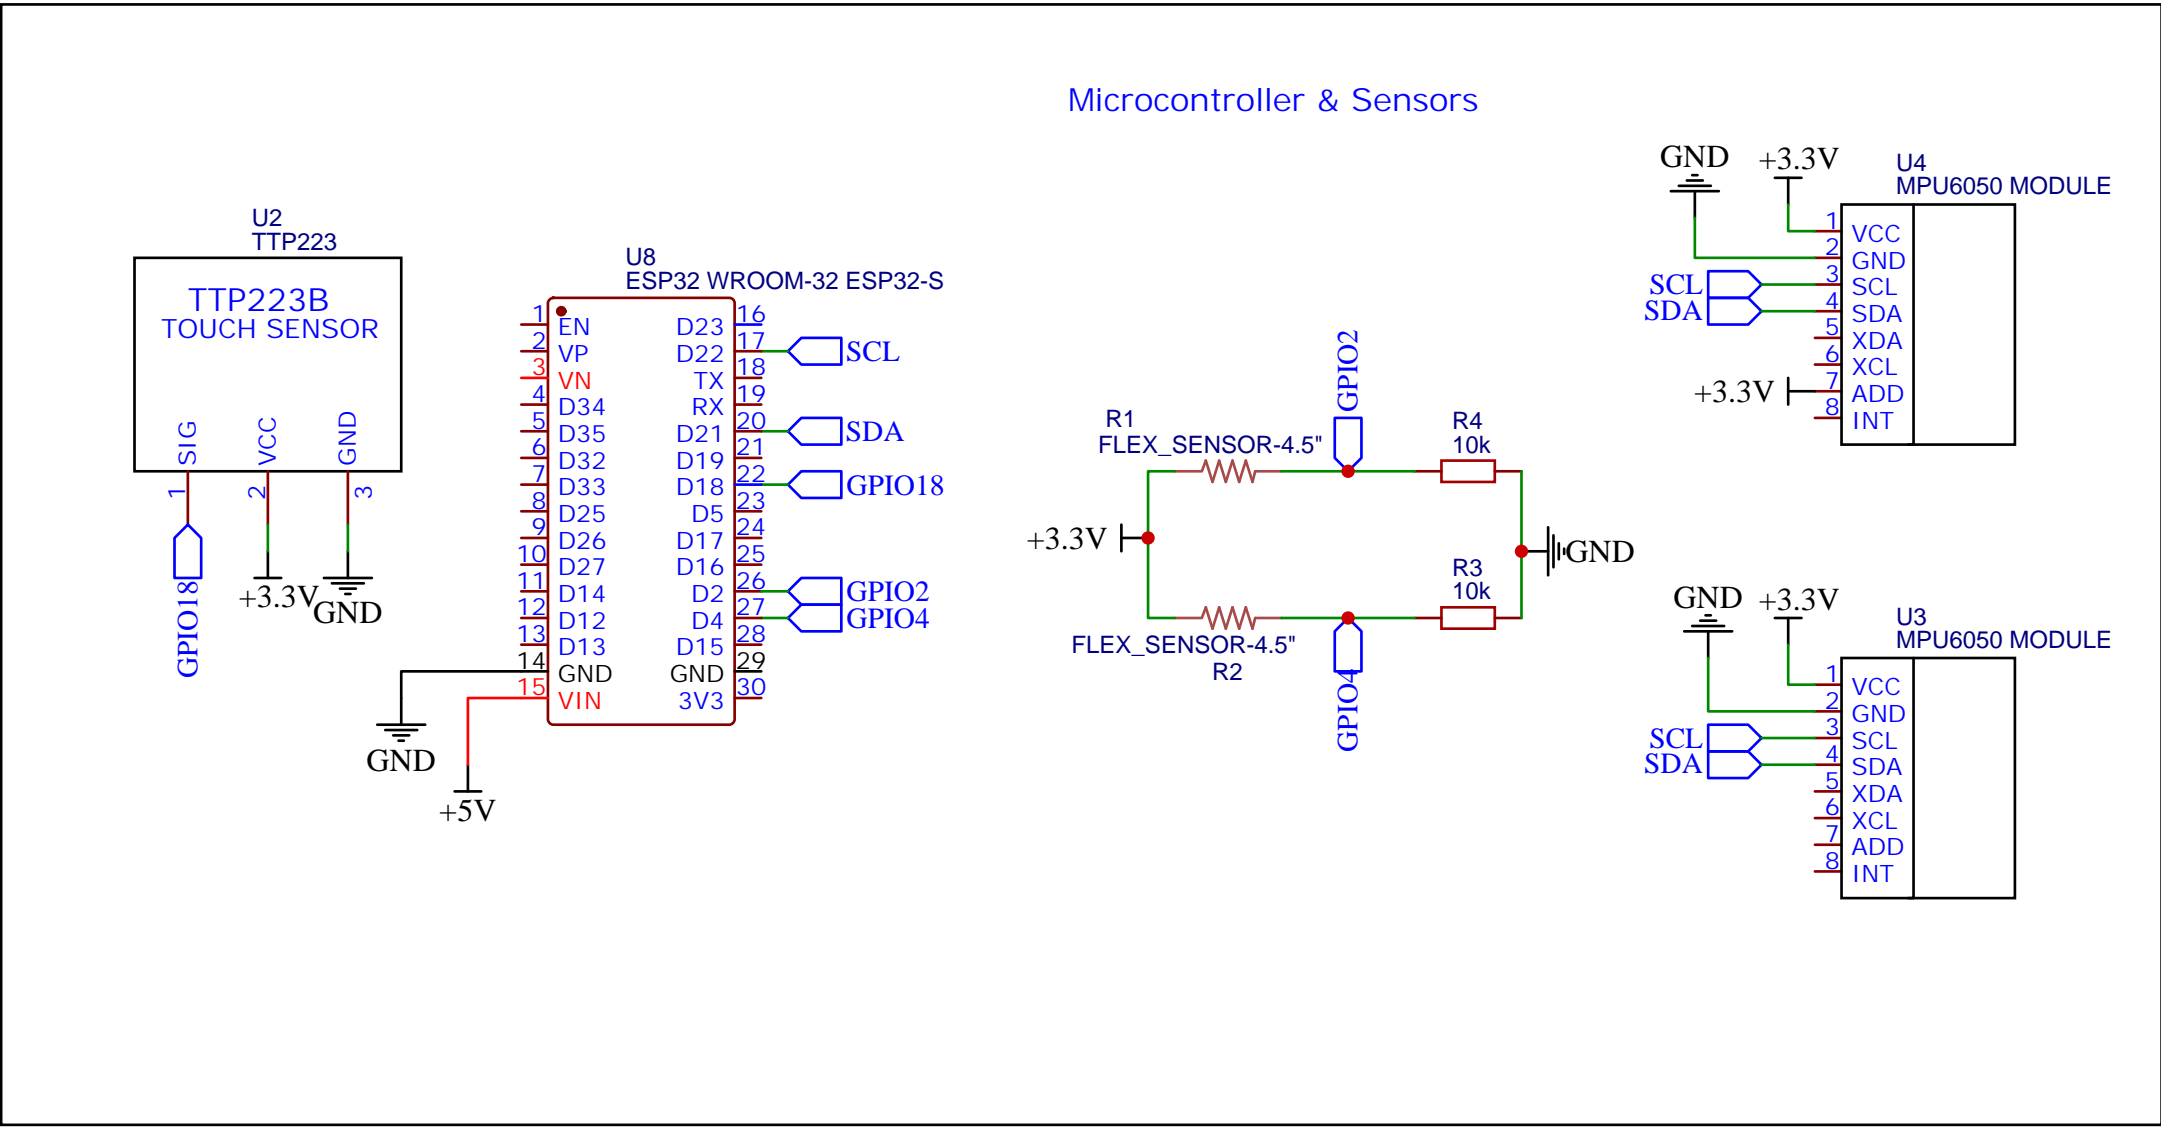 Microcontroller & Sensors
U2
TTP223
TTP223B
TOUCH SENSOR
SIG
VCC
GND
1
2
3
GPIO18
+3.3V
GND
U8
ESP32 WROOM-32 ESP32-S
1 EN D23 16
2 VP D22 17 SCL
3 VN TX 18
4 D34 RX 19
5 D35 D21 20 SDA
6 D32 D19 21
7 D33 D18 22 GPIO18
8 D25 D5 23
9 D26 D17 24
10 D27 D16 25
11 D14 D2 26 GPIO2
12 D12 D4 27 GPIO4
13 D13 D15 28
14 GND GND 29
15 VIN 3V3 30
GND
+5V
GPIO2
R1
FLEX_SENSOR-4.5"
R4
10k
+3.3V
GND
R3
10k
FLEX_SENSOR-4.5"
R2
GPIO4
GND +3.3V
U4
MPU6050 MODULE
1 VCC
2 GND
SCL 3 SCL
SDA 4 SDA
5 XDA
6 XCL
+3.3V 7 ADD
8 INT
GND +3.3V
U3
MPU6050 MODULE
1 VCC
2 GND
SCL 3 SCL
SDA 4 SDA
5 XDA
6 XCL
7 ADD
8 INT